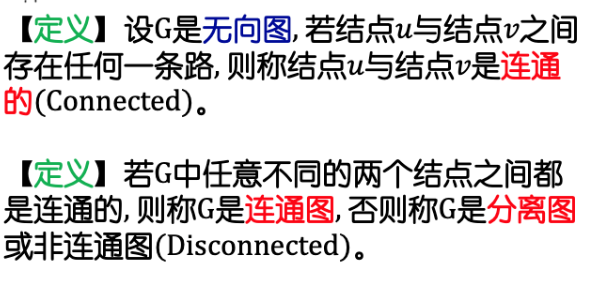 【定义】设G是无向图, 若结点u与结点v之间
存在任何一条路, 则称结点u与结点v是连通
的(Connected)。
【定义】若G中任意不同的两个结点之间都
是连通的, 则称G是连通图, 否则称G是分离图
或非连通图(Disconnected)。